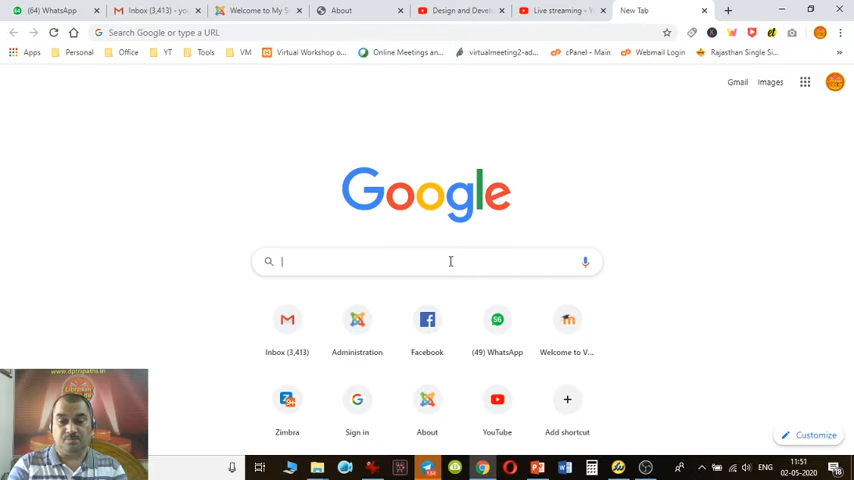 (64) WhatsApp
Inbox (3,413) - yo
Welcome to My S
About
Design and Devel
Live streaming - Y
New Tab
Search Google or type a URL
Apps
Personal
Office
YT
Tools
VM
Virtual Workshop o...
Online Meetings an...
virtualmeeting2-ad...
cPanel - Main
Webmail Login
Rajasthan Single Si...
»
Gmail
Images
Google
Inbox (3,413)
Administration
Facebook
(49) WhatsApp
Welcome to V...
Zimbra
Sign in
About
YouTube
Add shortcut
Customize
www.dptripathi.in
ENG
11:51
02-05-2020